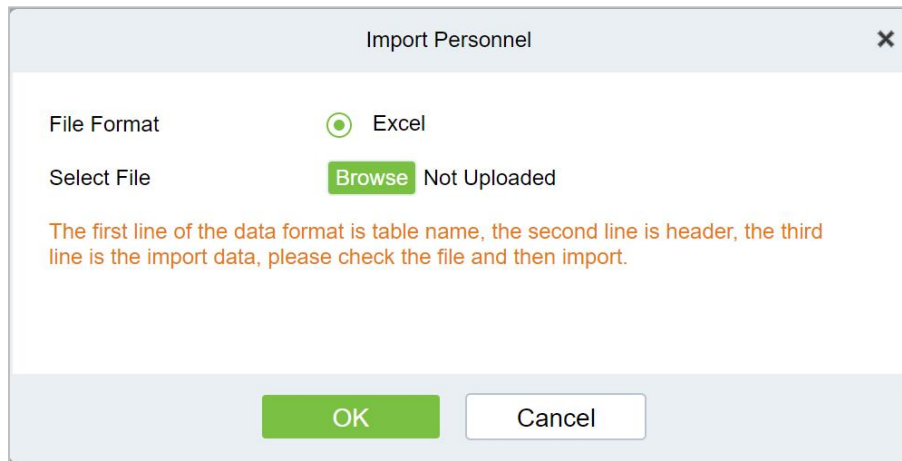 Import Personnel
File Format Excel
Select File Browse Not Uploaded
The first line of the data format is table name, the second line is header, the third
line is the import data, please check the file and then import.
OK Cancel